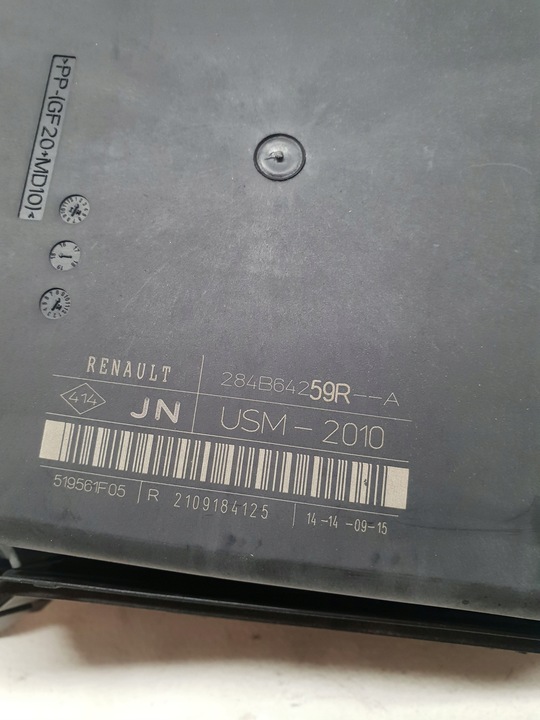 >PP-(GF20+MD10)<
RENAULT 284B64259R--A
414 JN USM-2010
519561F05 R 2109184125 14-14-09-15